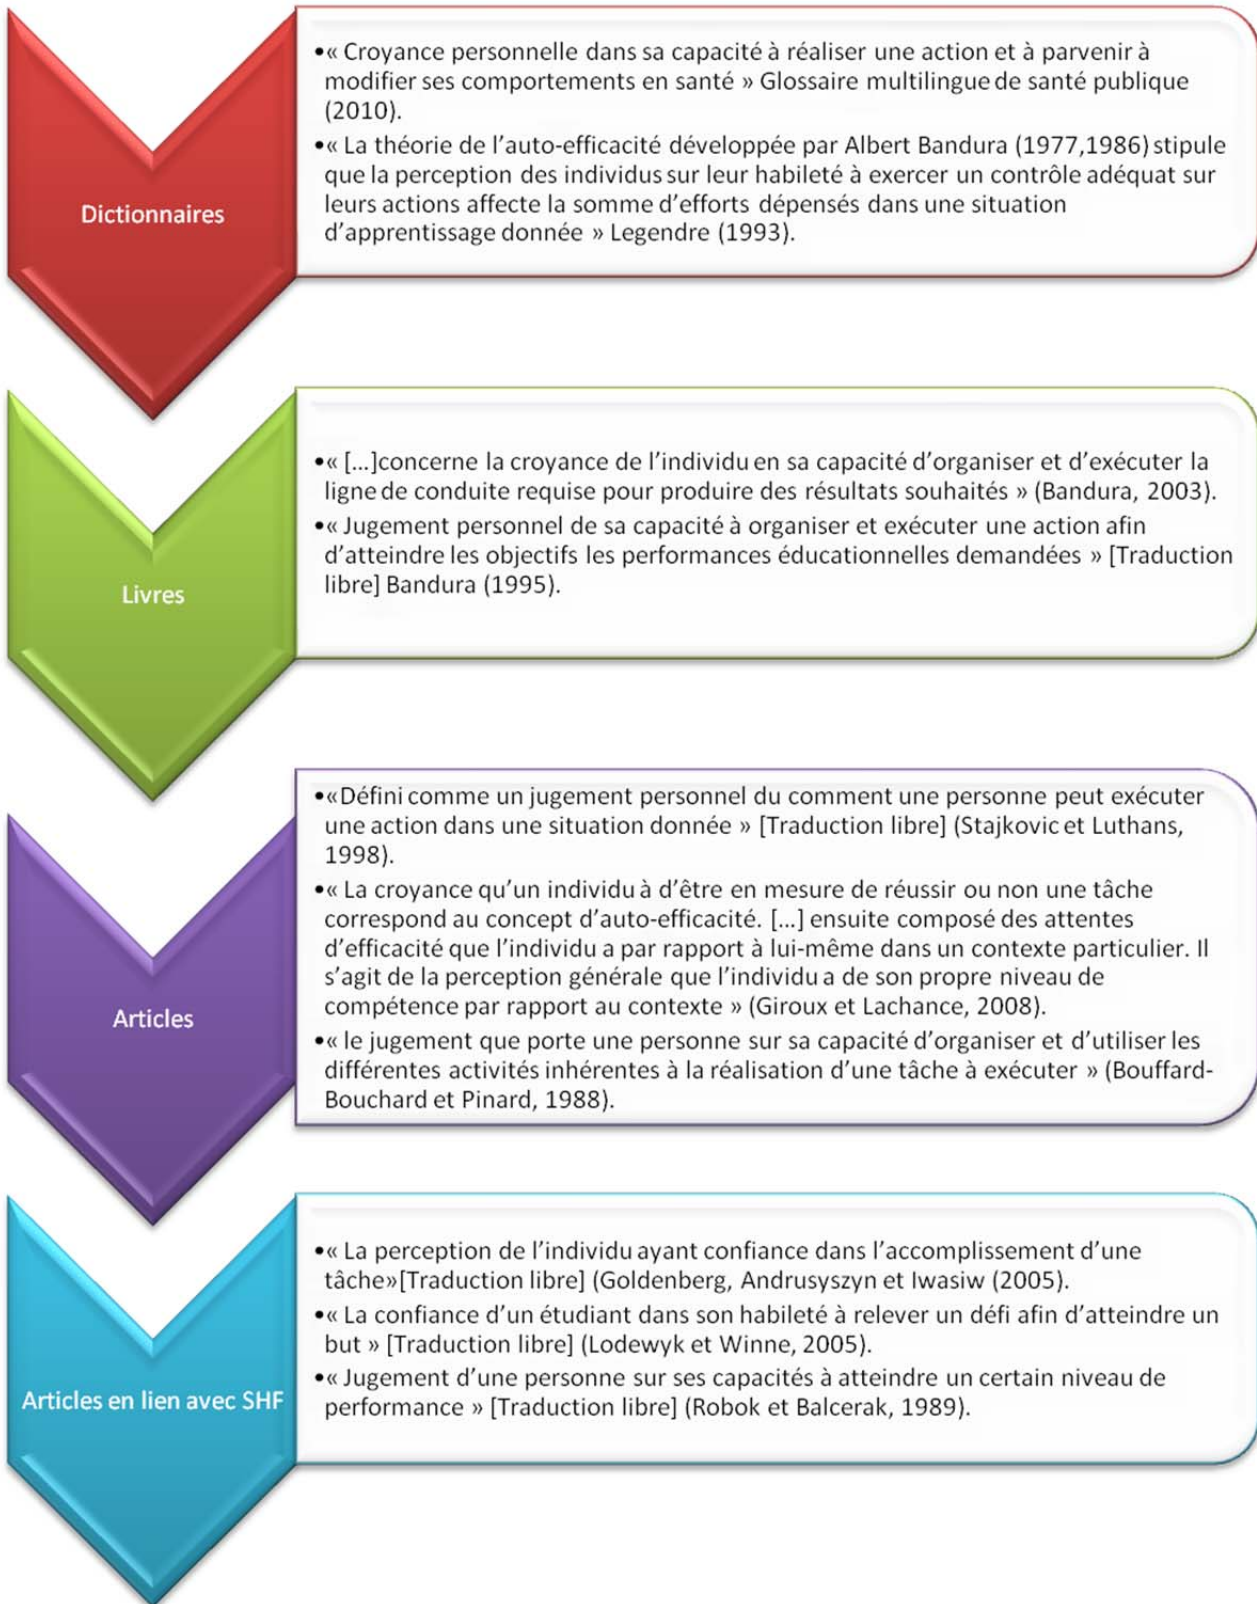 Dictionnaires
•« Croyance personnelle dans sa capacité à réaliser une action et à parvenir à
modifier ses comportements en santé » Glossaire multilingue de santé publique
(2010).
•« La théorie de l'auto-efficacité développée par Albert Bandura (1977,1986) stipule
que la perception des individus sur leur habileté à exercer un contrôle adéquat sur
leurs actions affecte la somme d'efforts dépensés dans une situation
d'apprentissage donnée » Legendre (1993).
Livres
•« [...]concerne la croyance de l'individu en sa capacité d'organiser et d'exécuter la
ligne de conduite requise pour produire des résultats souhaités » (Bandura, 2003).
•« Jugement personnel de sa capacité à organiser et exécuter une action afin
d'atteindre les objectifs les performances éducationnelles demandées » [Traduction
libre] Bandura (1995).
Articles
•«Défini comme un jugement personnel du comment une personne peut exécuter
une action dans une situation donnée » [Traduction libre] (Stajkovic et Luthans,
1998).
•« La croyance qu'un individu à d'être en mesure de réussir ou non une tâche
correspond au concept d'auto-efficacité. [...] ensuite composé des attentes
d'efficacité que l'individu a par rapport à lui-même dans un contexte particulier. Il
s'agit de la perception générale que l'individu a de son propre niveau de
compétence par rapport au contexte » (Giroux et Lachance, 2008).
•« le jugement que porte une personne sur sa capacité d'organiser et d'utiliser les
différentes activités inhérentes à la réalisation d'une tâche à exécuter » (Bouffard-
Bouchard et Pinard, 1988).
Articles en lien avec SHF
•« La perception de l'individu ayant confiance dans l'accomplissement d'une
tâche»[Traduction libre] (Goldenberg, Andrusyszyn et Iwasiw (2005).
•« La confiance d'un étudiant dans son habileté à relever un défi afin d'atteindre un
but » [Traduction libre] (Lodewyk et Winne, 2005).
•« Jugement d'une personne sur ses capacités à atteindre un certain niveau de
performance » [Traduction libre] (Robok et Balcerak, 1989).